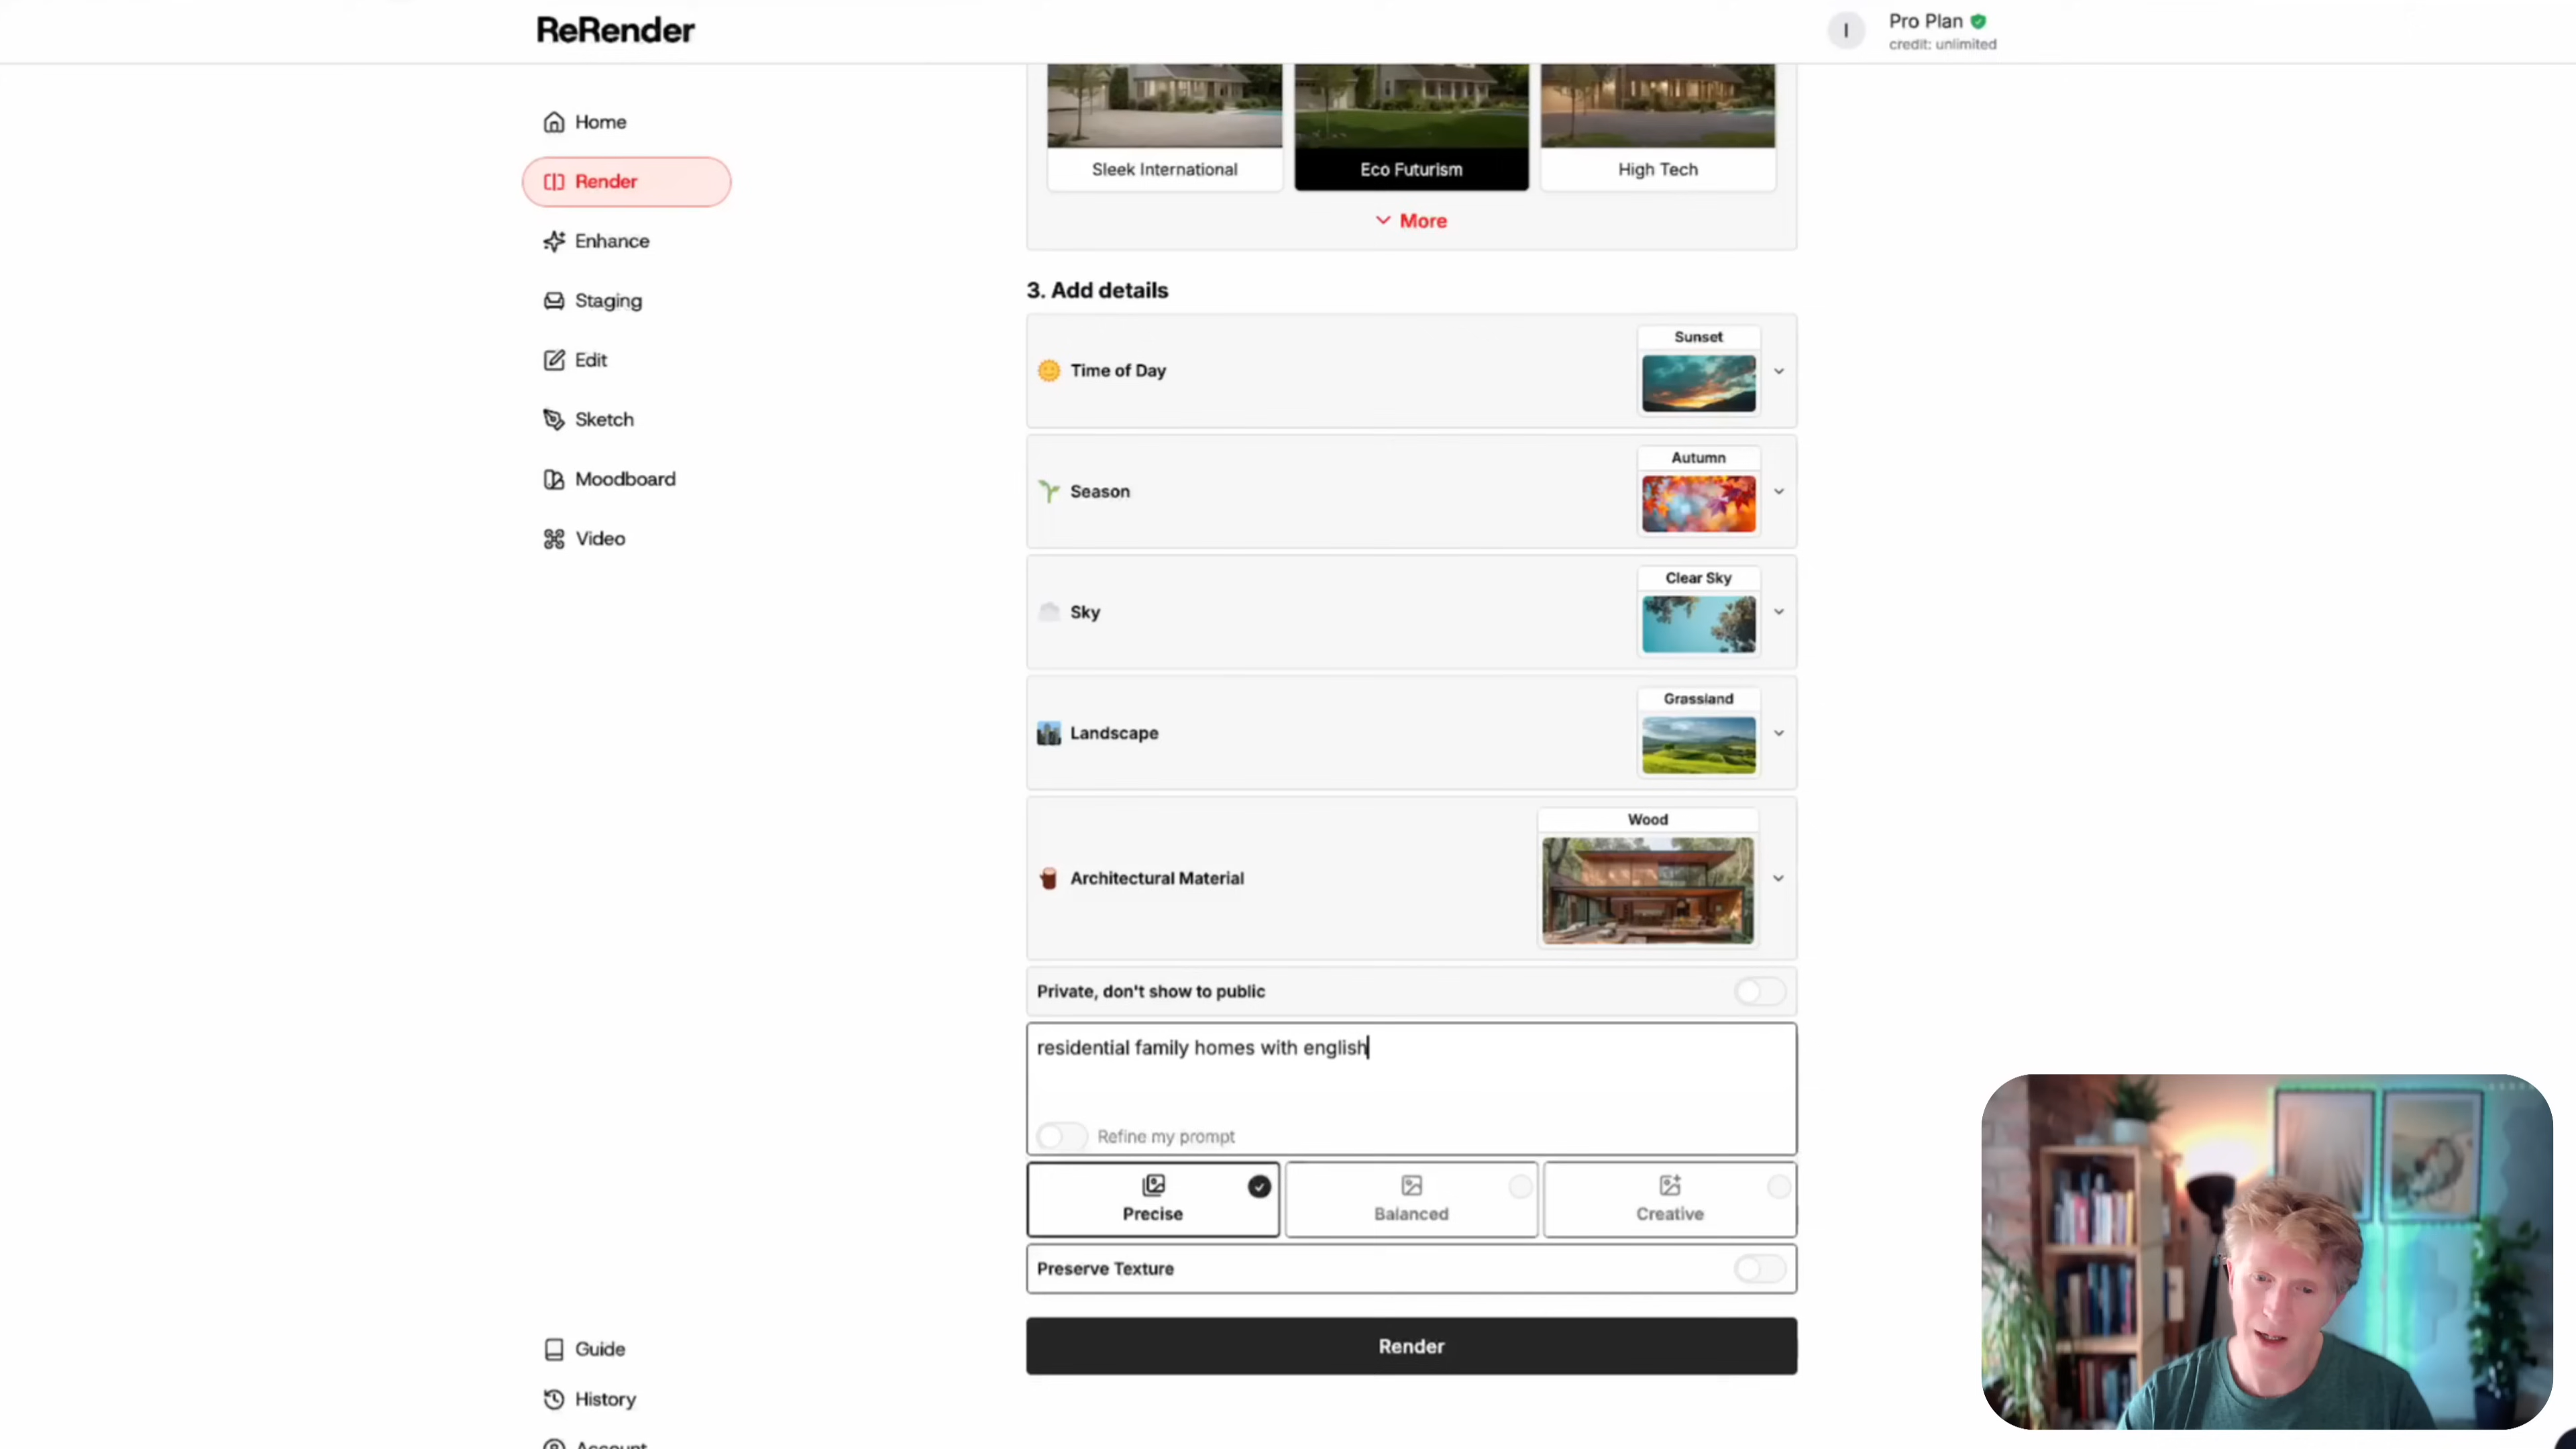 ReRender
I
Pro Plan
credit: unlimited
Home
Render
Enhance
Staging
Edit
Sketch
Moodboard
Video
Guide
History
Account
Sleek International
Eco Futurism
High Tech
More
3. Add details
Time of Day
Sunset
Season
Autumn
Sky
Clear Sky
Landscape
Grassland
Architectural Material
Wood
Private, don't show to public
residential family homes with english
Refine my prompt
Precise
Balanced
Creative
Preserve Texture
Render